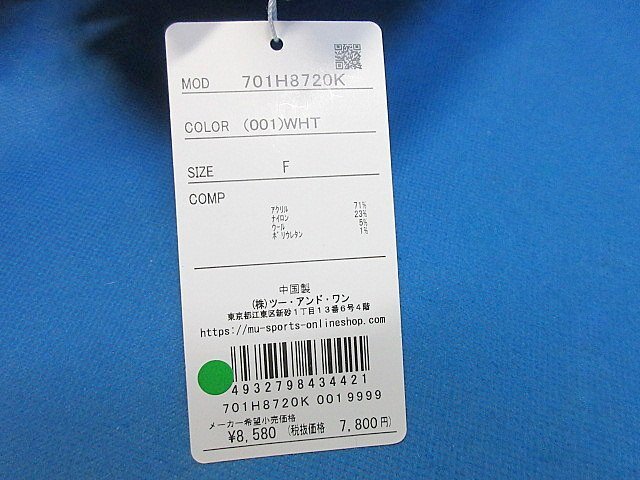 MOD 701H8720K
COLOR (001)WHT
SIZE F
COMP
アクリル 71%
ナイロン 23%
ウール 5%
ポリウレタン 1%
中国製
(株)ツー・アンド・ワン
東京都江東区新砂1丁目13番6号4階
https://mu-sports-onlineshop.com
4932798434421
701H8720K 0019999
メーカー希望小売価格
¥8,580 (税抜価格 7,800円)